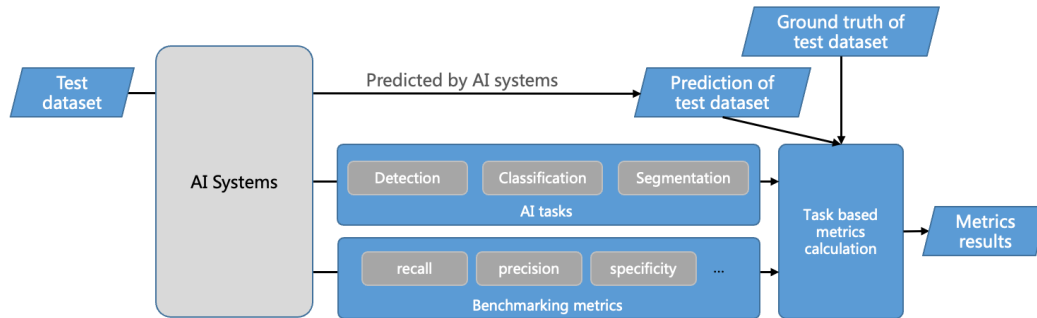 Ground truth of
test dataset
Test
dataset
Predicted by AI systems
Prediction of
test dataset
AI Systems
Detection
Classification
Segmentation
AI tasks
Task based
metrics
calculation
Metrics
results
recall
precision
specificity
...
Benchmarking metrics